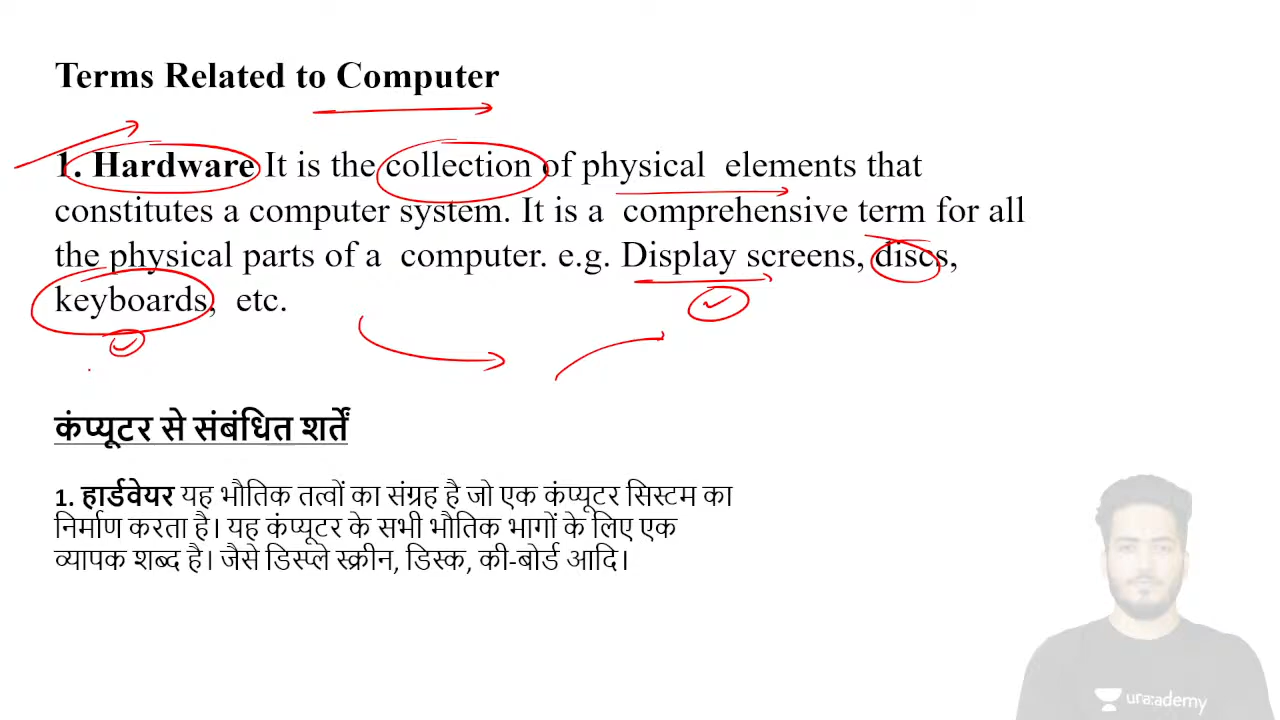 Terms Related to Computer
1. Hardware It is the collection of physical elements that
constitutes a computer system. It is a comprehensive term for all
the physical parts of a computer. e.g. Display screens, discs,
keyboards, etc.
कंप्यूटर से संबंधित शर्तें
1. हार्डवेयर यह भौतिक तत्वों का संग्रह है जो एक कंप्यूटर सिस्टम का
निर्माण करता है। यह कंप्यूटर के सभी भौतिक भागों के लिए एक
व्यापक शब्द है। जैसे डिस्प्ले स्क्रीन, डिस्क, की-बोर्ड आदि।
unacademy